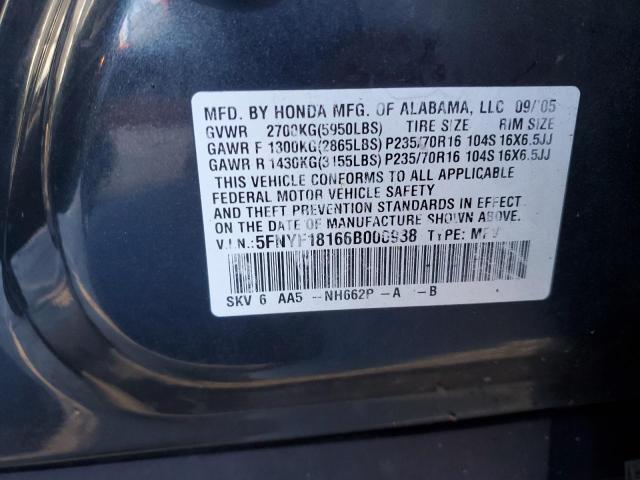 MFD. BY HONDA MFG. OF ALABAMA, LLC 09/'05
GVWR 2700KG(5950LBS) TIRE SIZE RIM SIZE
GAWR F 1300KG(2865LBS) P235/70R16 104S 16X6.5JJ
GAWR R 1430KG(3155LBS) P235/70R16 104S 16X6.5JJ
THIS VEHICLE CONFORMS TO ALL APPLICABLE
FEDERAL MOTOR VEHICLE SAFETY
AND THEFT PREVENTION STANDARDS IN EFFECT
ON THE DATE OF MANUFACTURE SHOWN ABOVE
V.I.N.: TYPE: MPV
SKV 6 AA5 --NH662P -A -B